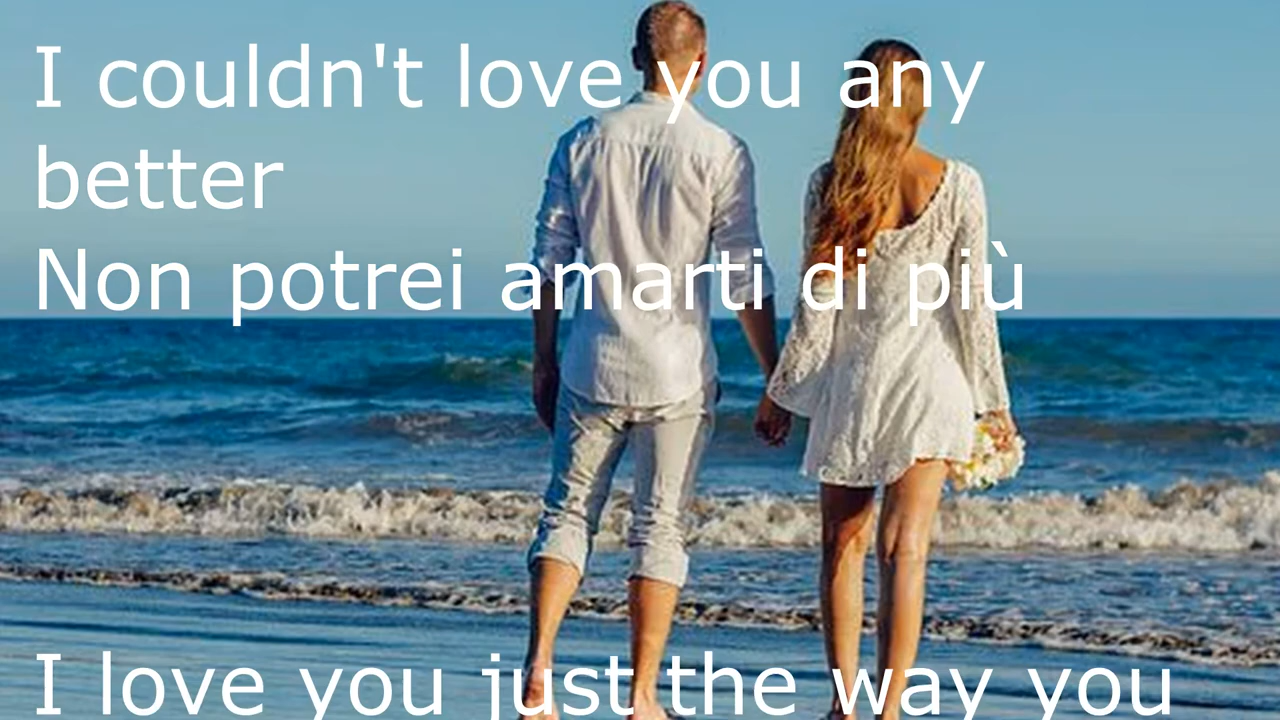 I couldn't love you any
better
Non potrei amarti di più
I love you just the way you